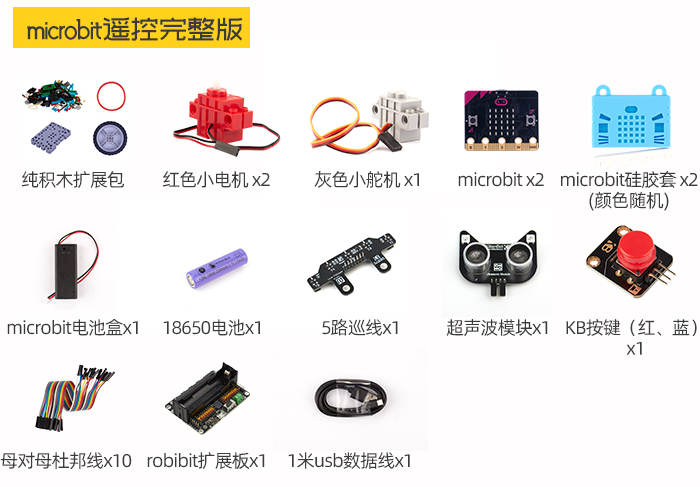 microbit遥控完整版
纯积木扩展包
红色小电机 x2
灰色小舵机 x1
microbit x2
microbit硅胶套 x2
(颜色随机)
microbit电池盒x1
18650电池x1
5路巡线x1
超声波模块x1
KB按键（红、蓝）
x1
母对母杜邦线x10
robibit扩展板x1
1米usb数据线x1